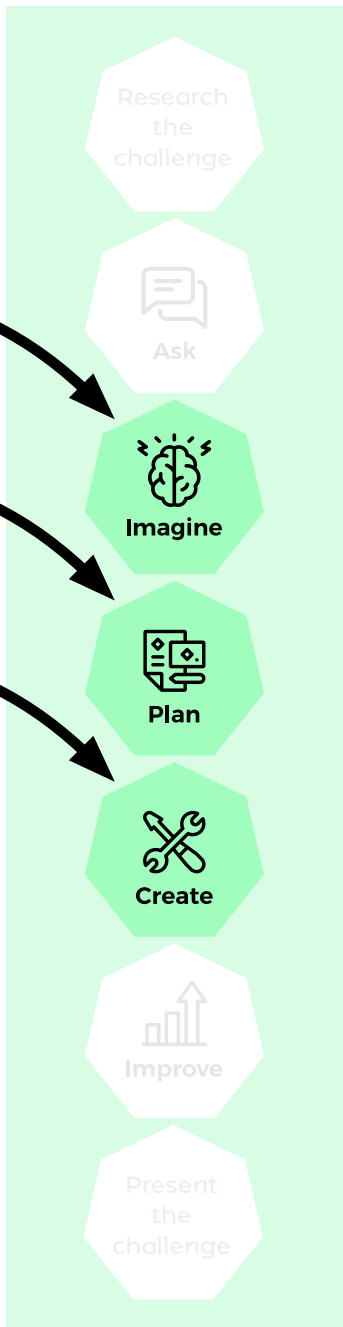 Research
the
challenge
Ask
Imagine
Plan
Create
Improve
Present
the
challenge